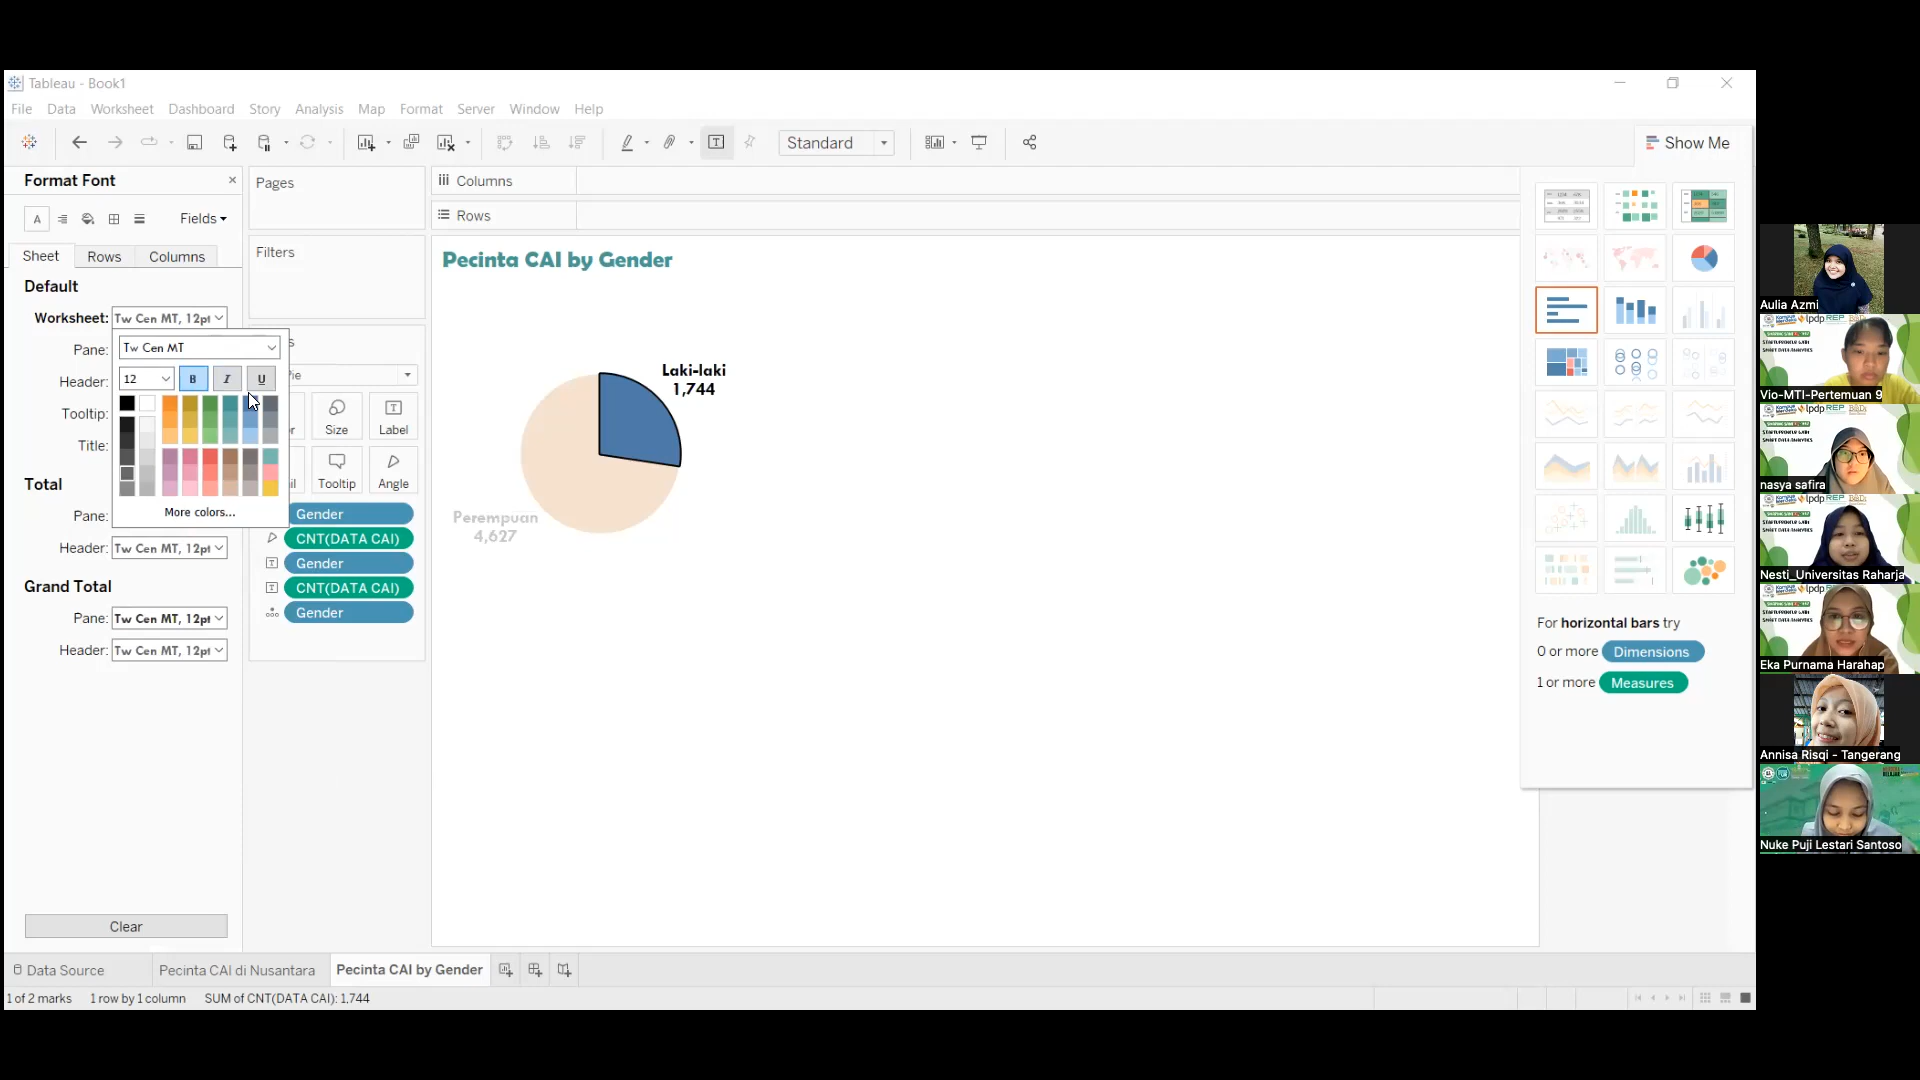 Tableau - Book1
File Data Worksheet Dashboard Story Analysis Map Format Server Window Help
Standard
Show Me
Format Font
Fields
Sheet Rows Columns
Default
Worksheet: Tw Cen MT, 12pt
Pane:
Header:
Tooltip:
Title:
Tw Cen MT
12 B I U
More colors...
Total
Pane:
Header: Tw Cen MT, 12pt
Grand Total
Pane: Tw Cen MT, 12pt
Header: Tw Cen MT, 12pt
Clear
Pages
Filters
Size
Label
Tooltip
Angle
Gender
CNT(DATA CAI)
Gender
CNT(DATA CAI)
Gender
Columns
Rows
Pecinta CAI by Gender
Laki-laki
1,744
Perempuan
4,627
For horizontal bars try
0 or more Dimensions
1 or more Measures
Data Source
Pecinta CAI di Nusantara
Pecinta CAI by Gender
1 of 2 marks 1 row by 1 column SUM of CNT(DATA CAI): 1,744
Aulia Azmi
Vio-MTI-Pertemuan 9
nasya safira
Nesti_Universitas Raharja
Eka Purnama Harahap
Annisa Risqi - Tangerang
Nuke Puji Lestari Santoso